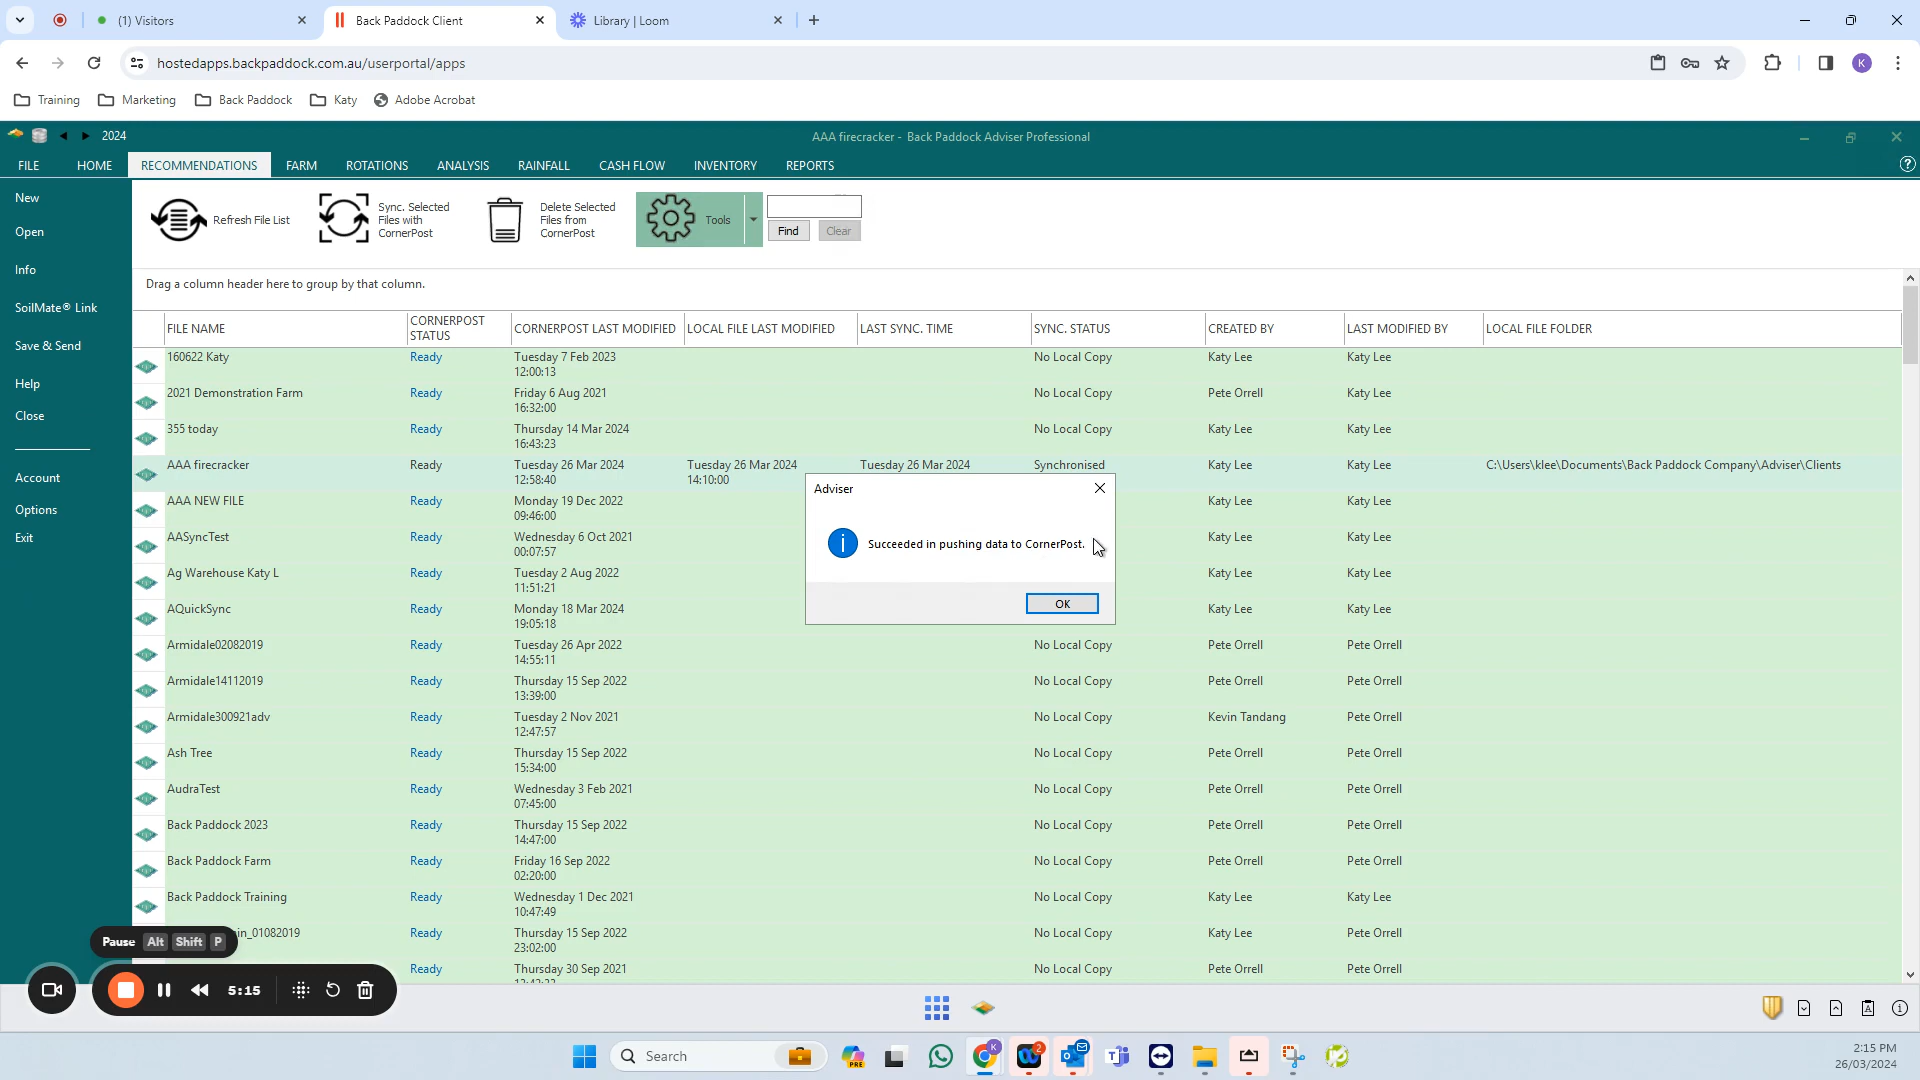 (1) Visitors
Back Paddock Client
Library | Loom
hostedapps.backpaddock.com.au/userportal/apps
K
Training
Marketing
Back Paddock
Katy
Adobe Acrobat
2024
AAA firecracker - Back Paddock Adviser Professional
FILE HOME RECOMMENDATIONS FARM ROTATIONS ANALYSIS RAINFALL CASH FLOW INVENTORY REPORTS
New
Open
Info
SoilMate® Link
Save & Send
Help
Close
Account
Options
Exit
Refresh File List
Sync. Selected
Files with
CornerPost
Delete Selected
Files from
CornerPost
Tools
Find
Clear
Drag a column header here to group by that column.
FILE NAME CORNERPOST STATUS CORNERPOST LAST MODIFIED LOCAL FILE LAST MODIFIED LAST SYNC. TIME SYNC. STATUS CREATED BY LAST MODIFIED BY LOCAL FILE FOLDER
160622 Katy Ready Tuesday 7 Feb 2023 No Local Copy Katy Lee Katy Lee
12:00:13
2021 Demonstration Farm Ready Friday 6 Aug 2021 No Local Copy Pete Orrell Katy Lee
16:32:00
355 today Ready Thursday 14 Mar 2024 No Local Copy Katy Lee Katy Lee
16:43:23
AAA firecracker Ready Tuesday 26 Mar 2024 Tuesday 26 Mar 2024 Tuesday 26 Mar 2024 Synchronised Katy Lee Katy Lee C:\Users\klee\Documents\Back Paddock Company\Adviser\Clients
12:58:40 14:10:00
AAA NEW FILE Ready Monday 19 Dec 2022 Katy Lee Katy Lee
09:46:00
AASyncTest Ready Wednesday 6 Oct 2021 Katy Lee Katy Lee
00:07:57
Ag Warehouse Katy L Ready Tuesday 2 Aug 2022 Katy Lee Katy Lee
11:51:21
AQuickSync Ready Monday 18 Mar 2024 Katy Lee Katy Lee
19:05:18
Armidale02082019 Ready Tuesday 26 Apr 2022 No Local Copy Pete Orrell Pete Orrell
14:55:11
Armidale14112019 Ready Thursday 15 Sep 2022 No Local Copy Pete Orrell Pete Orrell
13:39:00
Armidale300921adv Ready Tuesday 2 Nov 2021 No Local Copy Kevin Tandang Pete Orrell
12:47:57
Ash Tree Ready Thursday 15 Sep 2022 No Local Copy Pete Orrell Pete Orrell
15:34:00
AudraTest Ready Wednesday 3 Feb 2021 No Local Copy Pete Orrell Pete Orrell
07:45:00
Back Paddock 2023 Ready Thursday 15 Sep 2022 No Local Copy Pete Orrell Pete Orrell
14:47:00
Back Paddock Farm Ready Friday 16 Sep 2022 No Local Copy Pete Orrell Pete Orrell
02:20:00
Back Paddock Training Ready Wednesday 1 Dec 2021 No Local Copy Katy Lee Katy Lee
10:47:49
in_01082019 Ready Thursday 15 Sep 2022 No Local Copy Katy Lee Pete Orrell
23:02:00
Ready Thursday 30 Sep 2021 No Local Copy Pete Orrell Pete Orrell
Adviser
Succeeded in pushing data to CornerPost.
OK
Pause Alt Shift P
5:15
Search
PRE
K
2
2:15 PM
26/03/2024